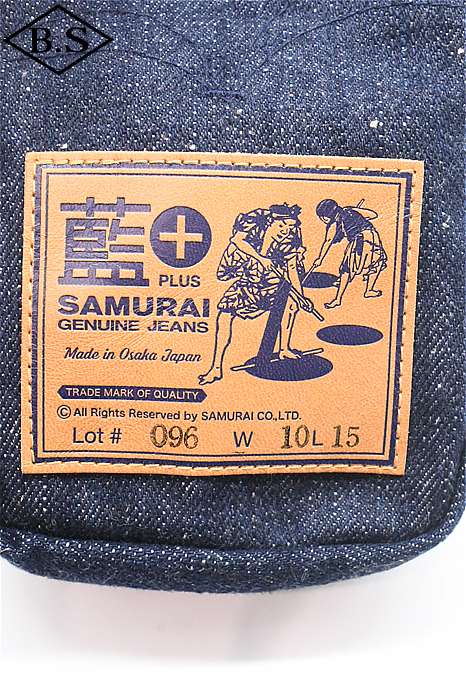 B.S
藍+
PLUS
SAMURAI
GENUINE JEANS
Made in Osaka Japan
TRADE MARK OF QUALITY
© All Rights Reserved by SAMURAI CO.,LTD.
Lot # 096 W 10 L 15